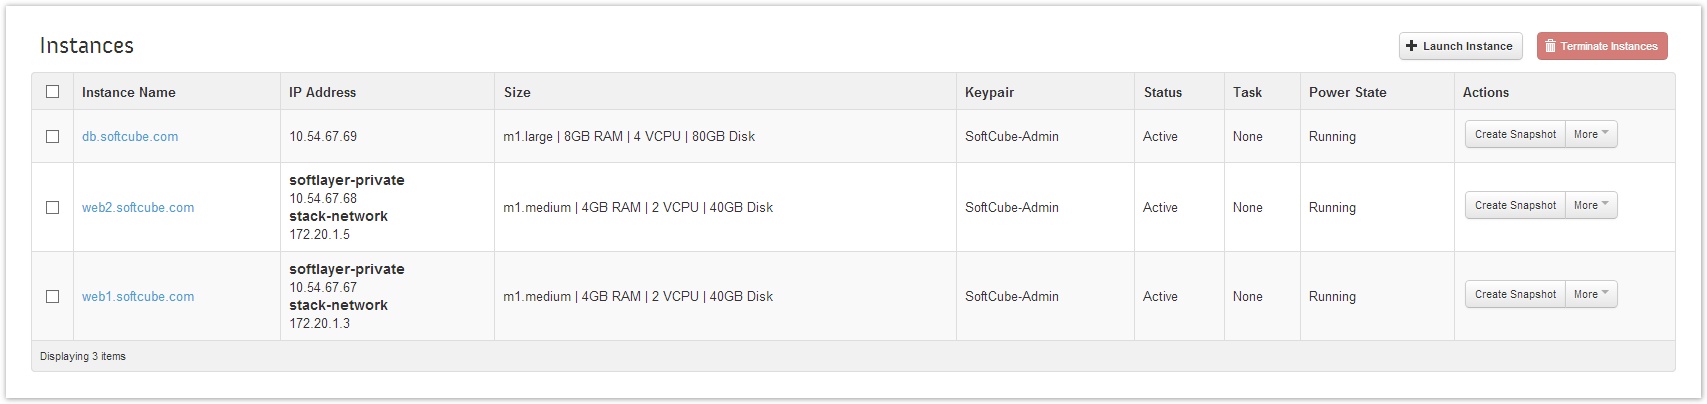 Instances
Launch Instance
Terminate Instances
Instance Name IP Address Size Keypair Status Task Power State Actions
db.softcube.com 10.54.67.69 m1.large | 8GB RAM | 4 VCPU | 80GB Disk SoftCube-Admin Active None Running Create Snapshot More
softlayer-private
10.54.67.68
web2.softcube.com m1.medium | 4GB RAM | 2 VCPU | 40GB Disk SoftCube-Admin Active None Running Create Snapshot More
stack-network
172.20.1.5
softlayer-private
10.54.67.67
web1.softcube.com m1.medium | 4GB RAM | 2 VCPU | 40GB Disk SoftCube-Admin Active None Running Create Snapshot More
stack-network
172.20.1.3
Displaying 3 items